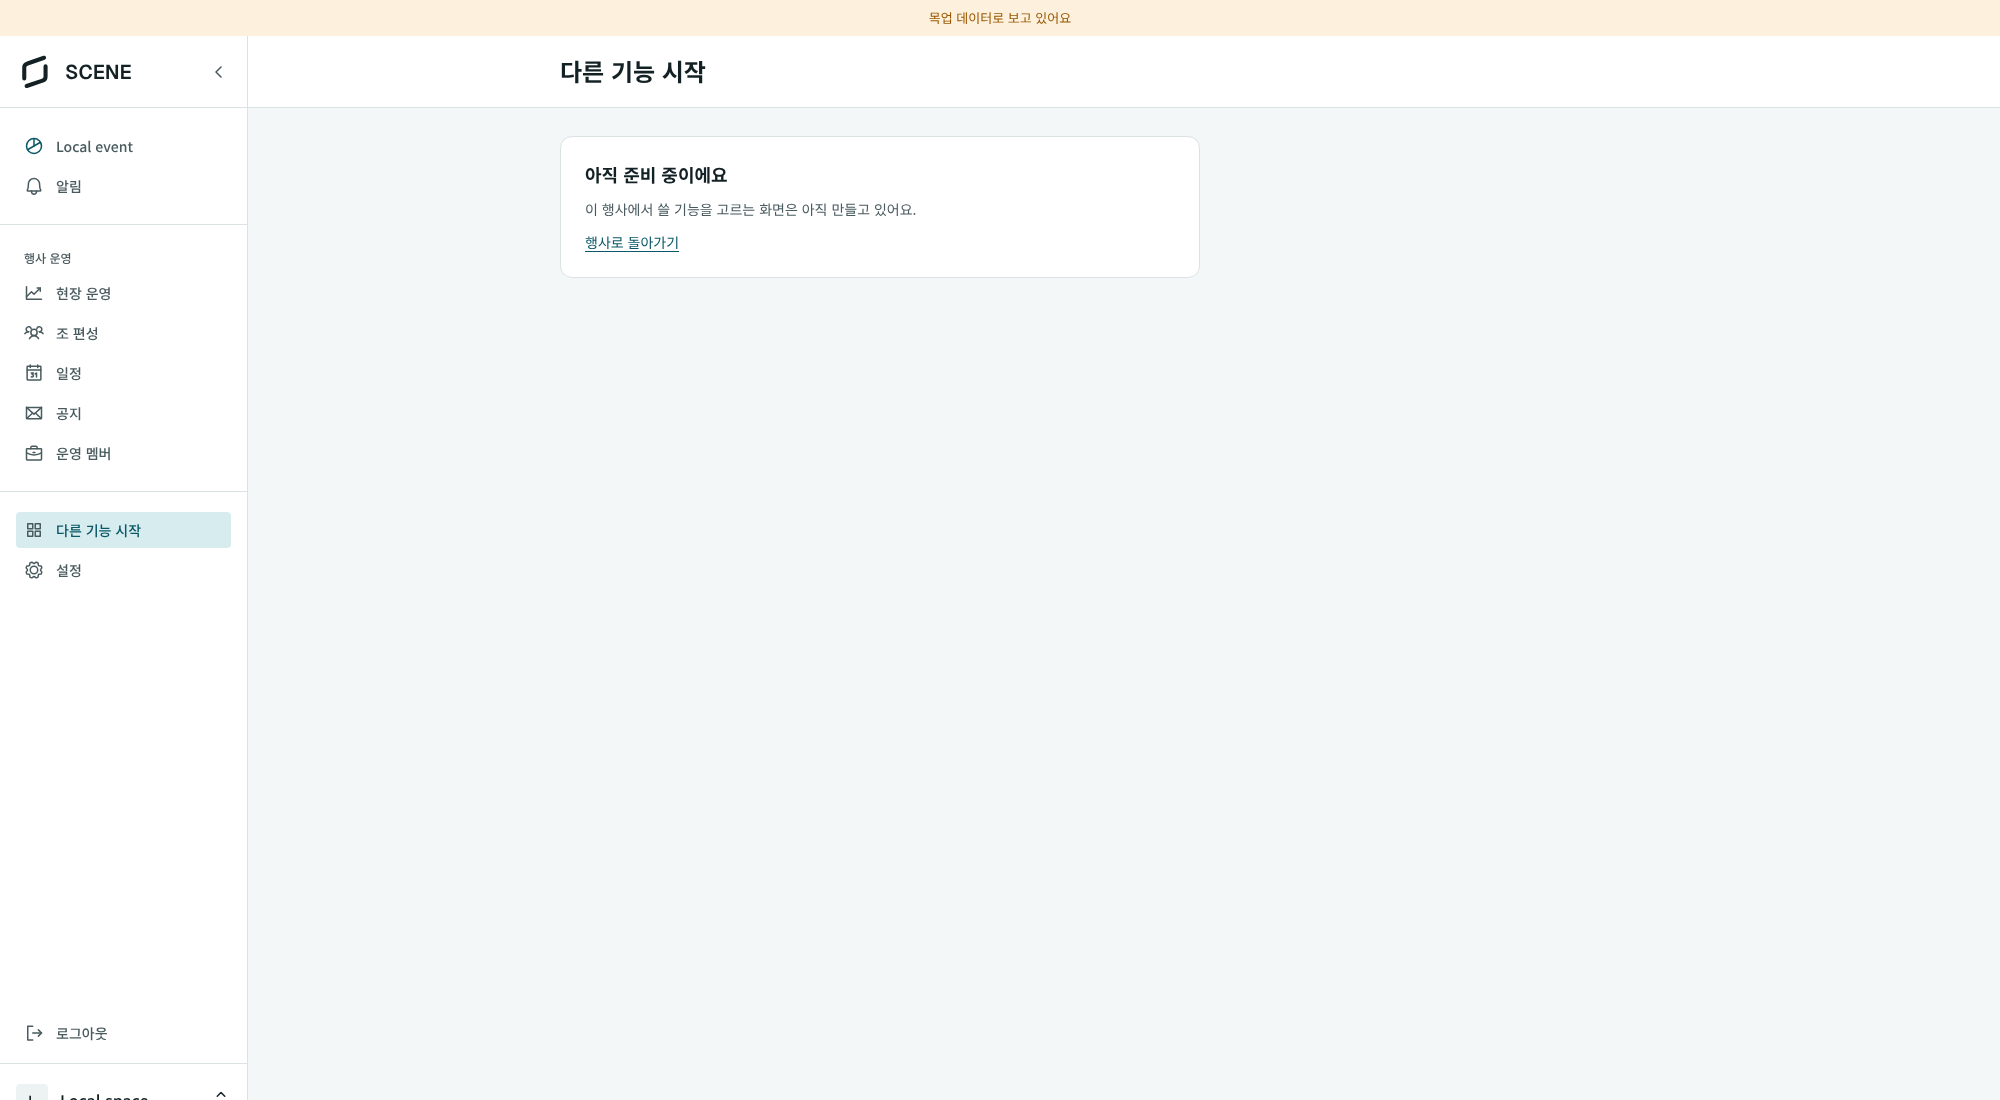 목업 데이터로 보고 있어요
SCENE
다른 기능 시작
Local event
알림
행사 운영
현장 운영
조 편성
일정
공지
운영 멤버
다른 기능 시작
설정
아직 준비 중이에요
이 행사에서 쓸 기능을 고르는 화면은 아직 만들고 있어요.
행사로 돌아가기
로그아웃
Local space